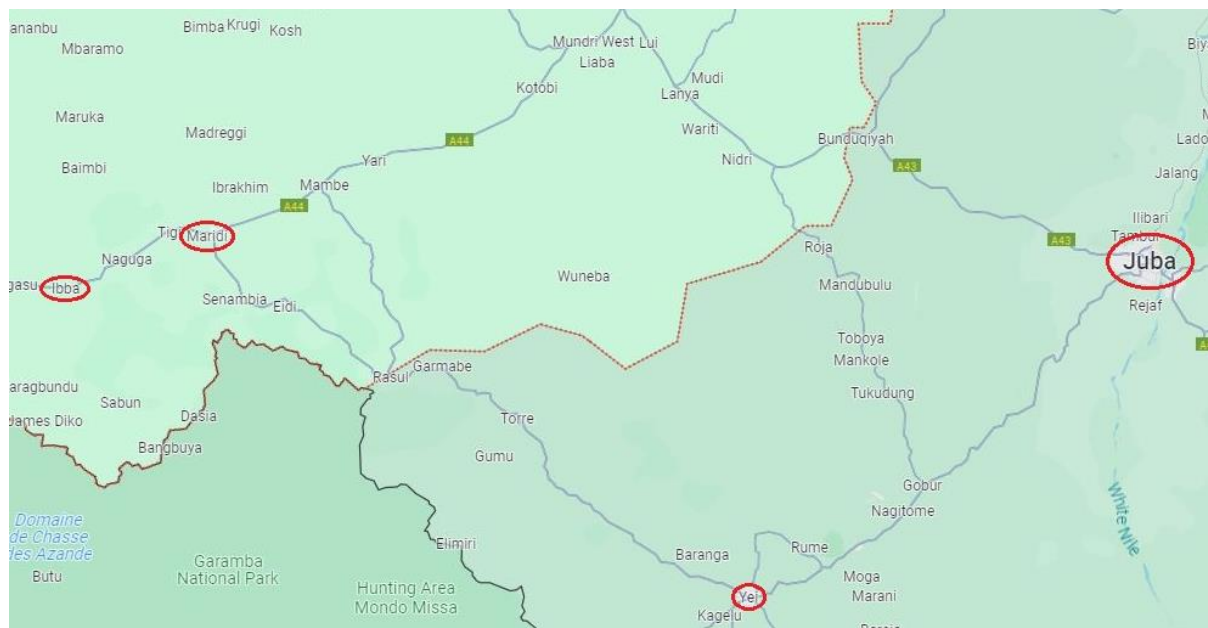 ananbu
Bimba
Krugi
Kosh
Mbaramo
Mundri West
Lui
Liaba
Mudi
Kotobi
Lanya
Maruka
Madreggi
Wariti
Bunduqiyah
A44
Yari
Nidri
A43
Baimbi
Ibrakhim
Mambe
Lado
Jalang
A44
Tigi
Maridi
Ilibari
Tambur
A43
Roja
Juba
Naguga
Wuneba
gasu
Ibba
Senambia
Eidi
Mandubulu
Rejaf
Toboya
Mankole
Garmabe
Rasul
aragbundu
Sabun
Tukudung
James Diko
Dasia
Torre
Bangbuya
Gumu
Gobur
Nagitome
White Nile
Domaine
de Chasse
des Azande
Elimiri
Baranga
Rume
Garamba
National Park
Butu
Hunting Area
Mondo Missa
Moga
Marani
Yei
Kagelu